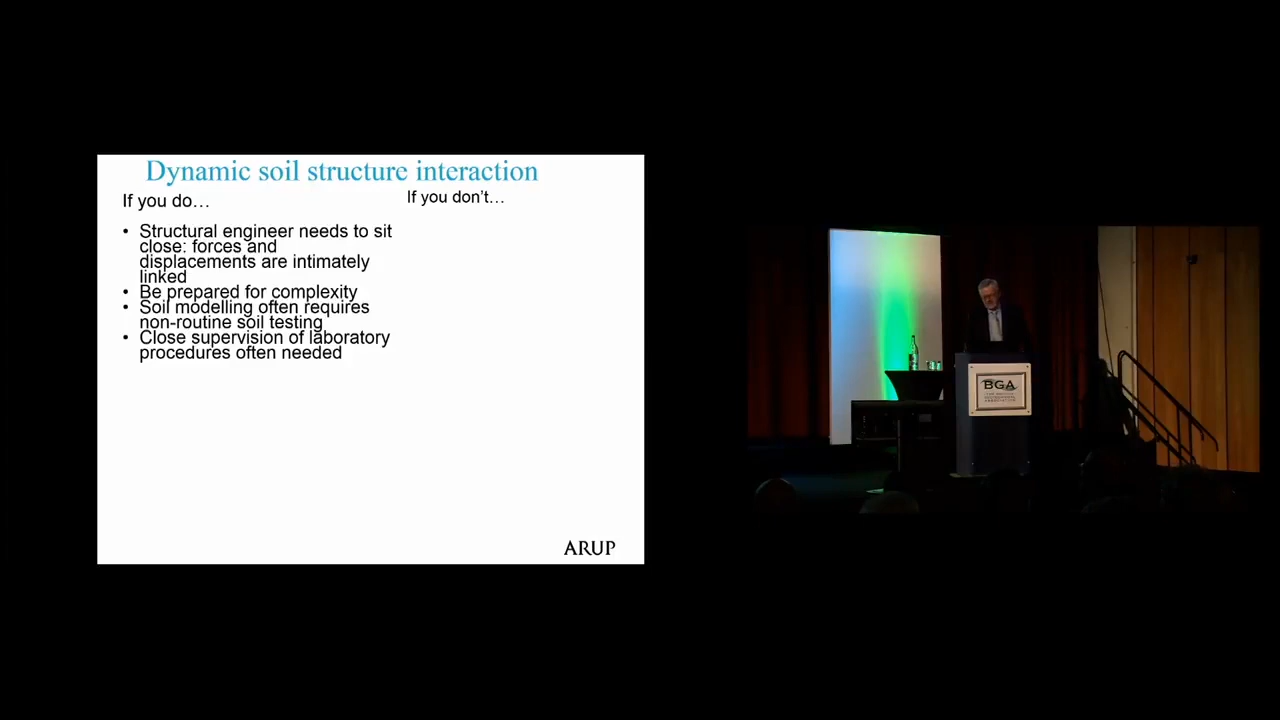 Dynamic soil structure interaction
If you do…
• Structural engineer needs to sit
close: forces and
displacements are intimately
linked
• Be prepared for complexity
• Soil modelling often requires
non-routine soil testing
• Close supervision of laboratory
procedures often needed
If you don’t…
ARUP
BGA